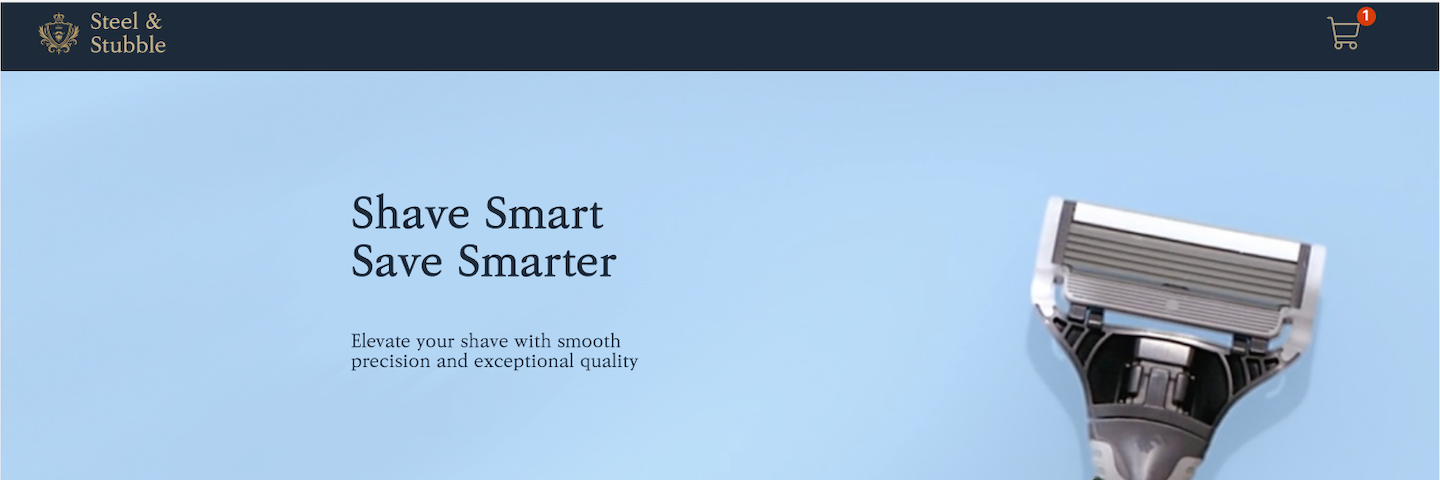 Steel &
Stubble
1
Shave Smart
Save Smarter
Elevate your shave with smooth
precision and exceptional quality